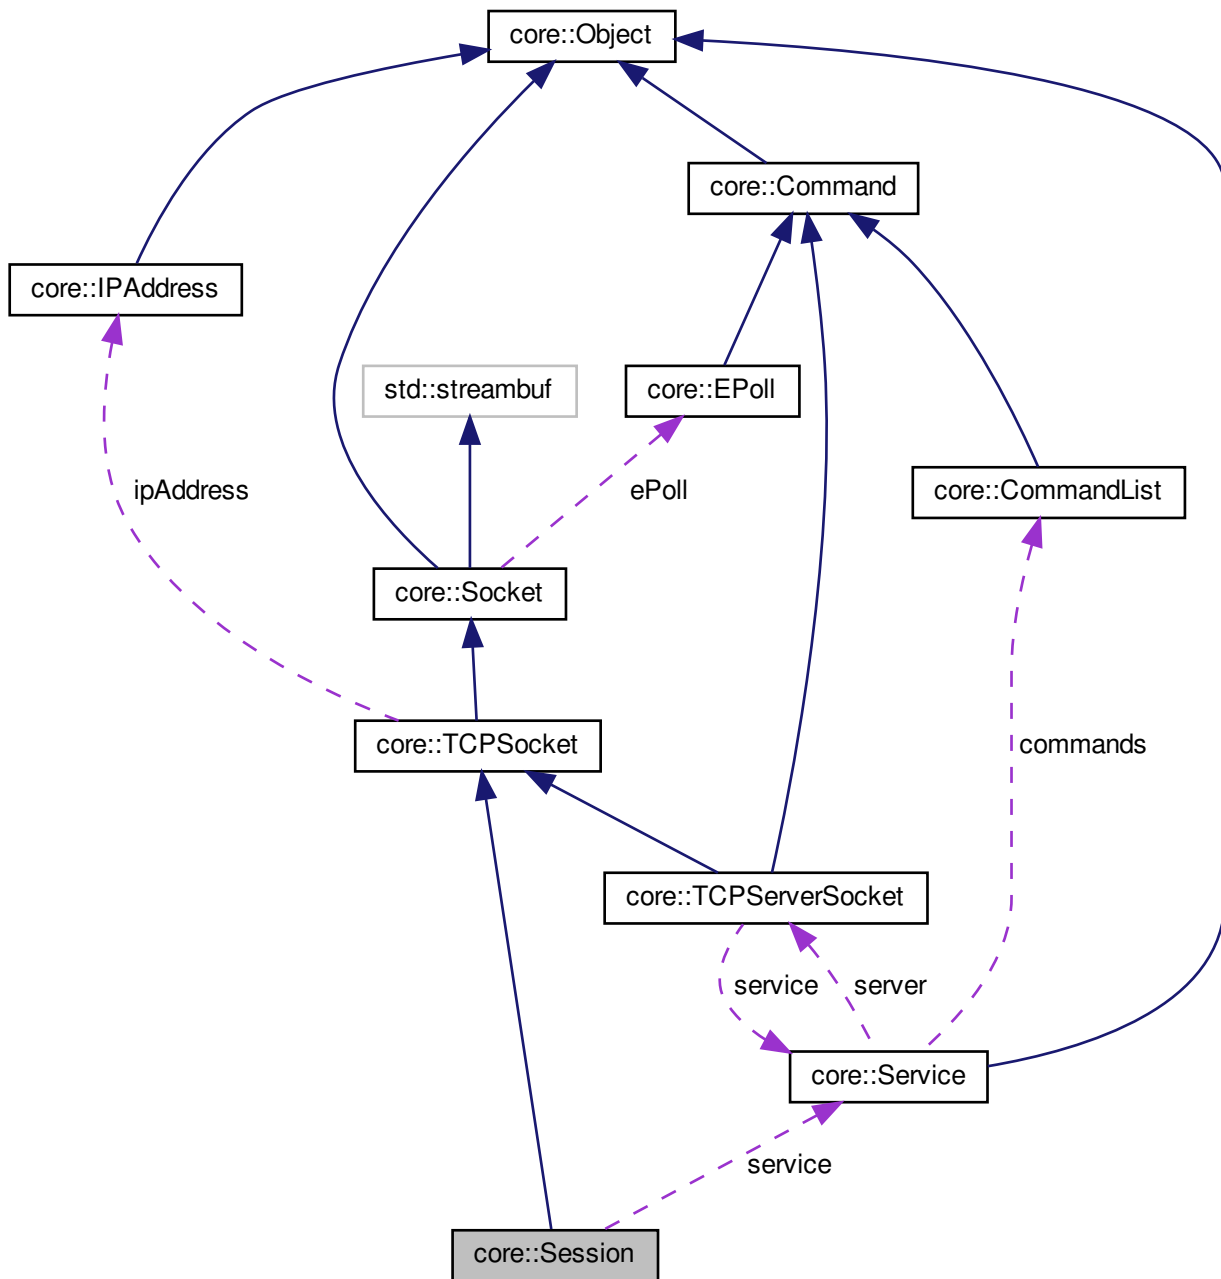 core::Object
core::Command
core::IPAddress
std::streambuf
core::EPoll
ipAddress
ePoll
core::CommandList
core::Socket
core::TCPSocket
commands
core::TCPServerSocket
service
server
core::Service
service
core::Session